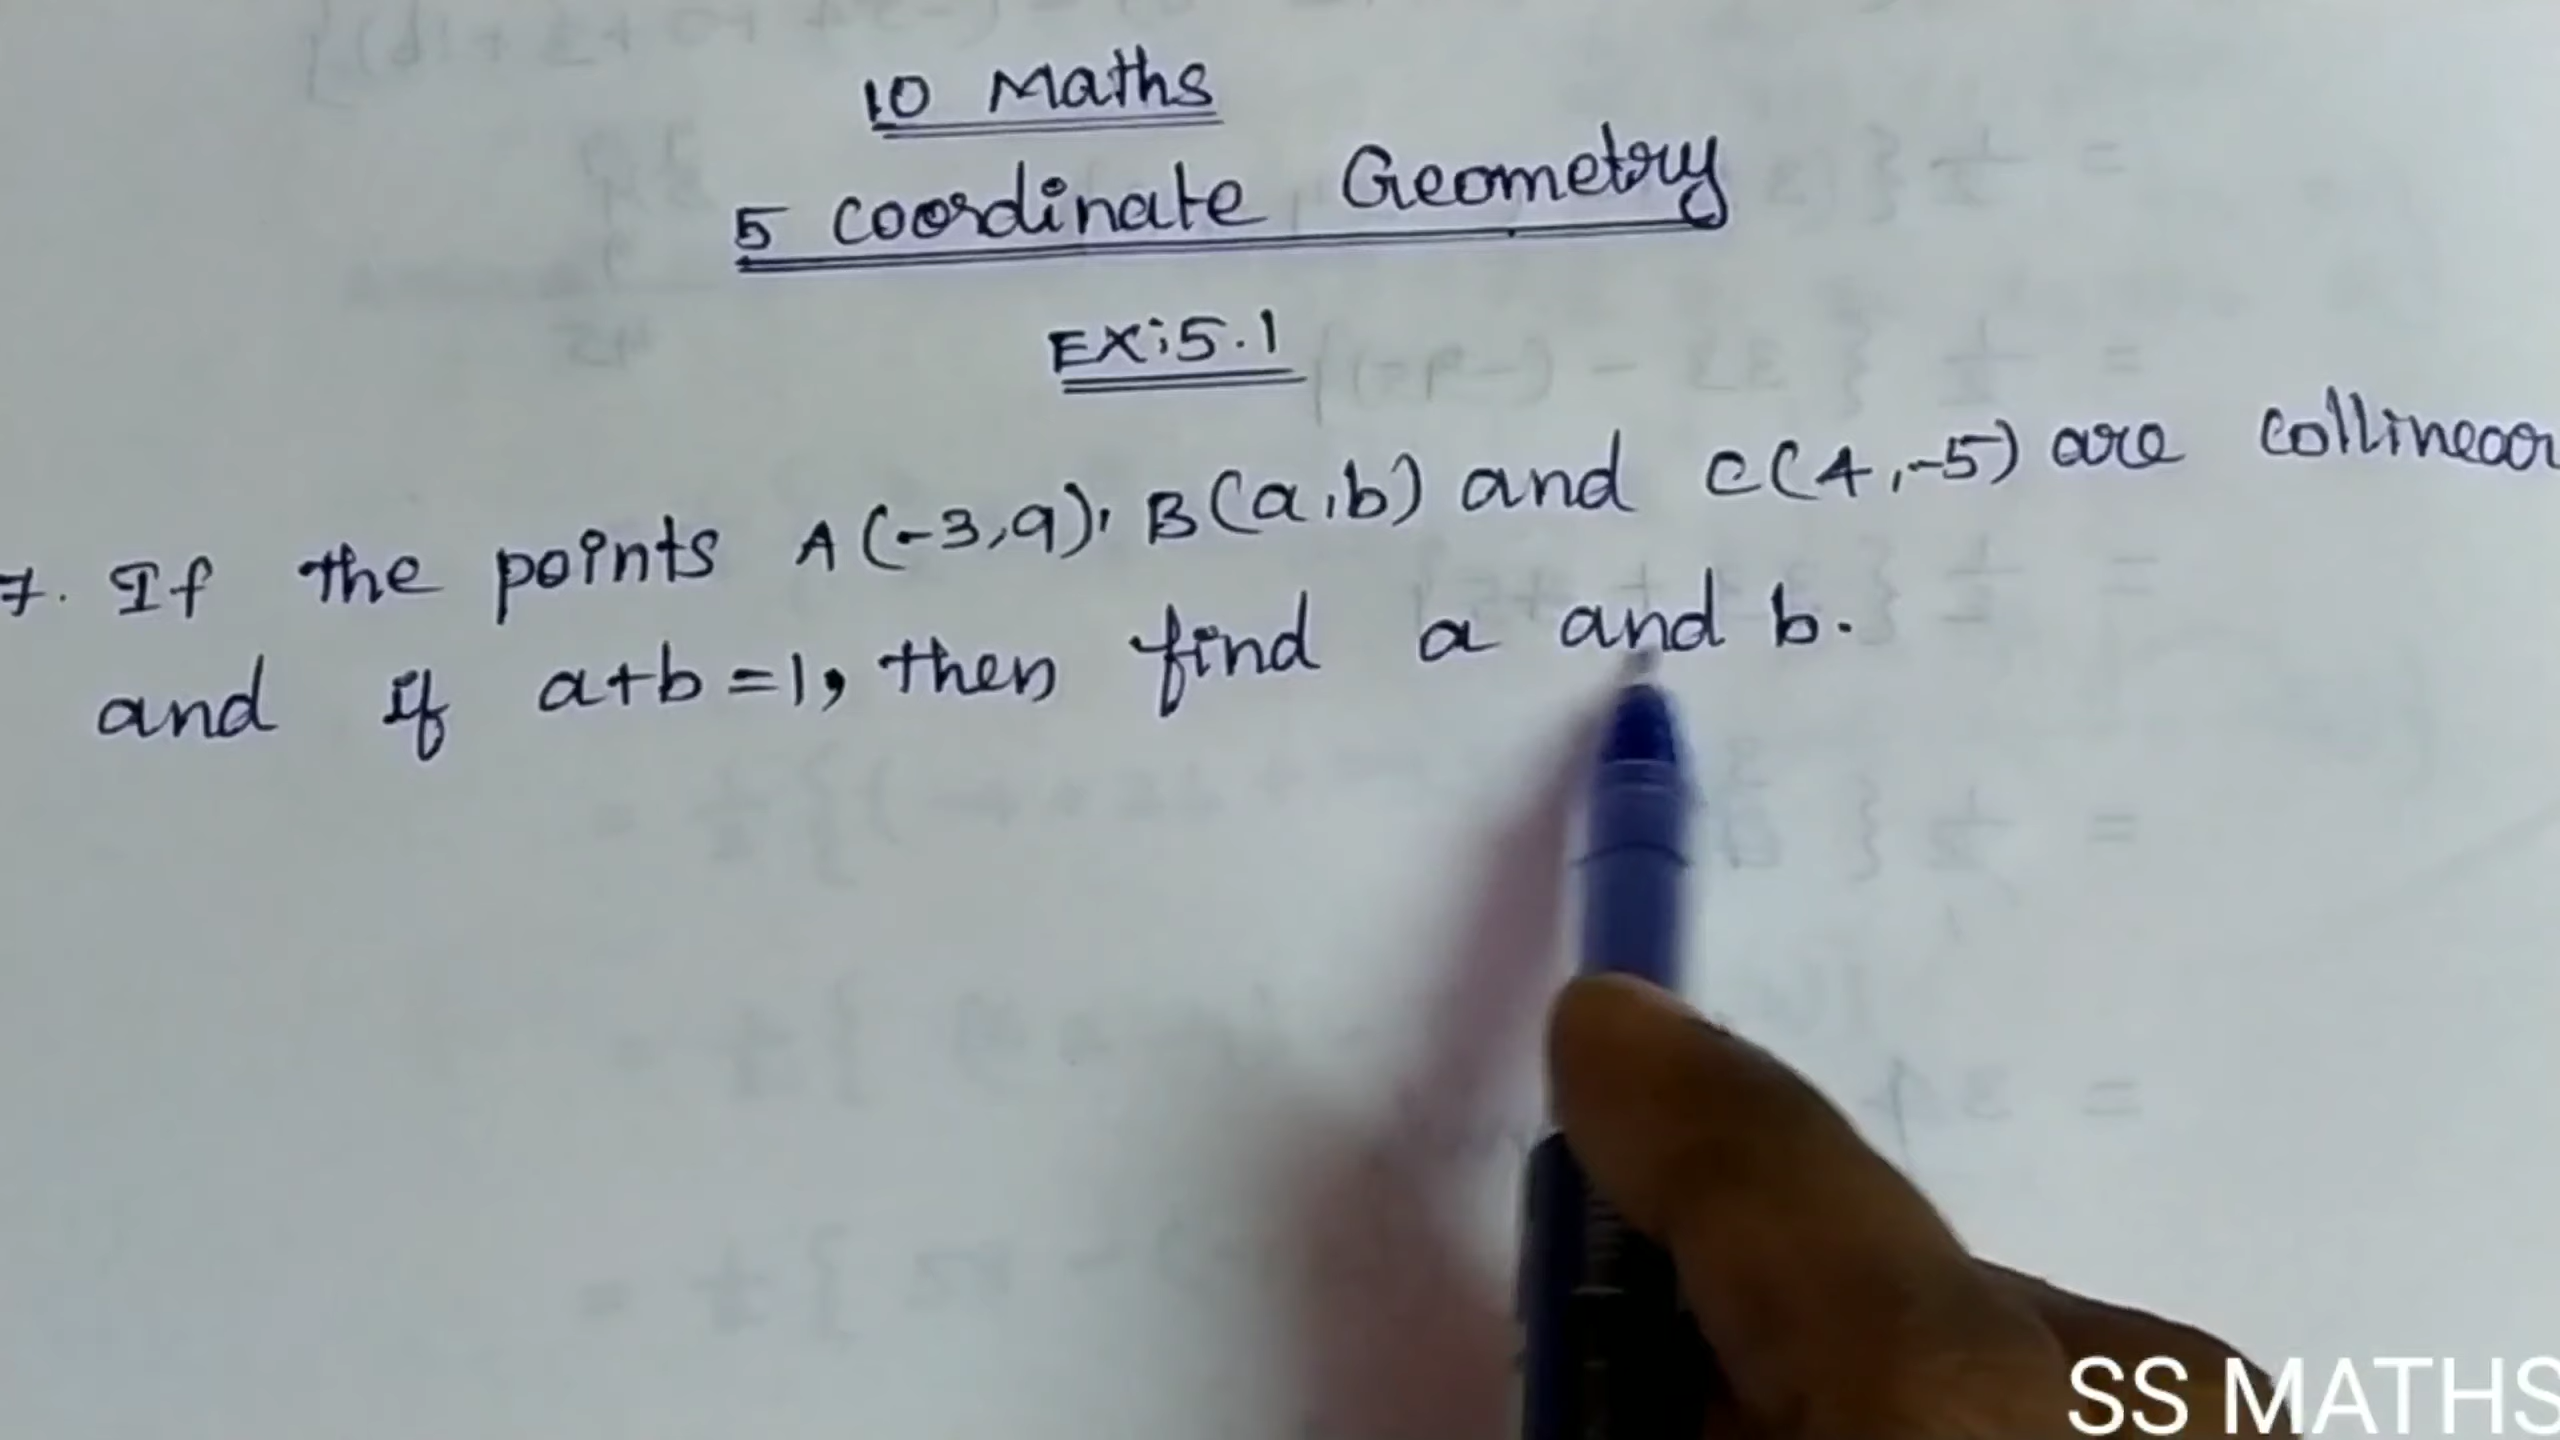 10 Maths
5 Coordinate Geometry
EX:5.1
7. If the points A(-3,9), B(a,b) and C(4,-5) are collinear
and if a+b=1, then find a and b.
SS MATHS